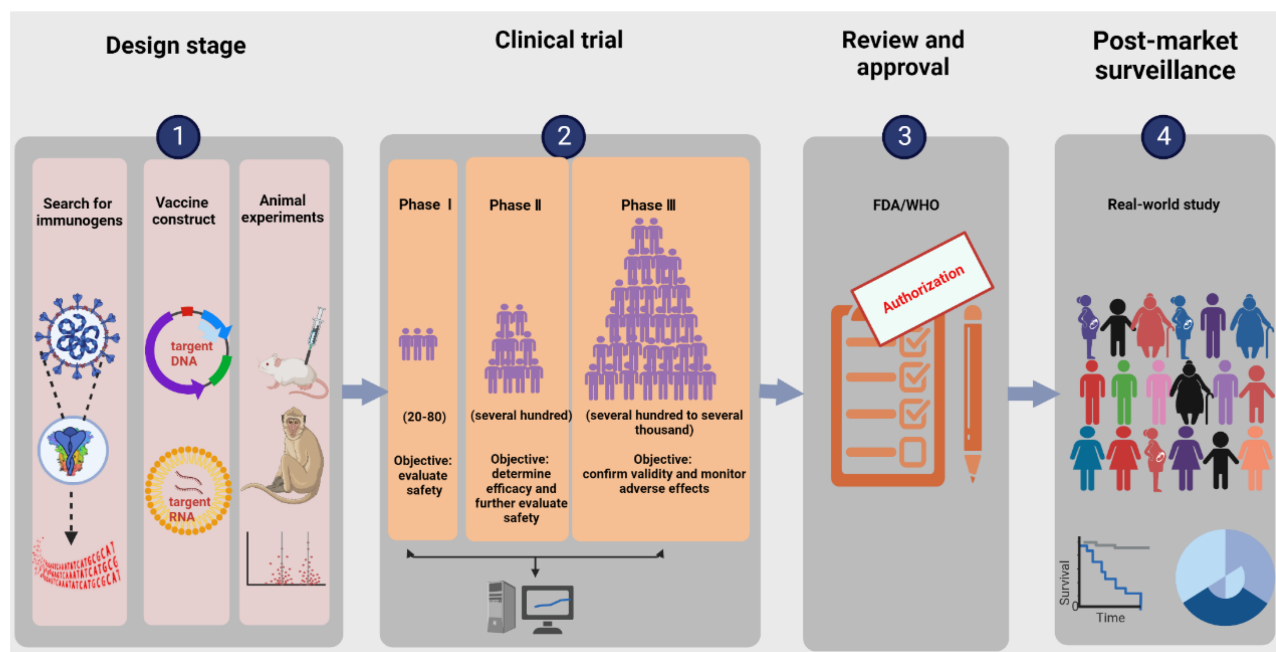 Design stage
Clinical trial
Review and
approval
Post-market
surveillance
1
2
3
4
Search for
immunogens
Vaccine
construct
Animal
experiments
targent
DNA
targent
RNA
Phase I
Phase II
Phase III
(20-80)
(several hundred)
(several hundred to several
thousand)
Objective:
evaluate
safety
Objective:
determine
efficacy and
further evaluate
safety
Objective:
confirm validity and monitor
adverse effects
FDA/WHO
Authorization
Real-world study
Survival
0
Time